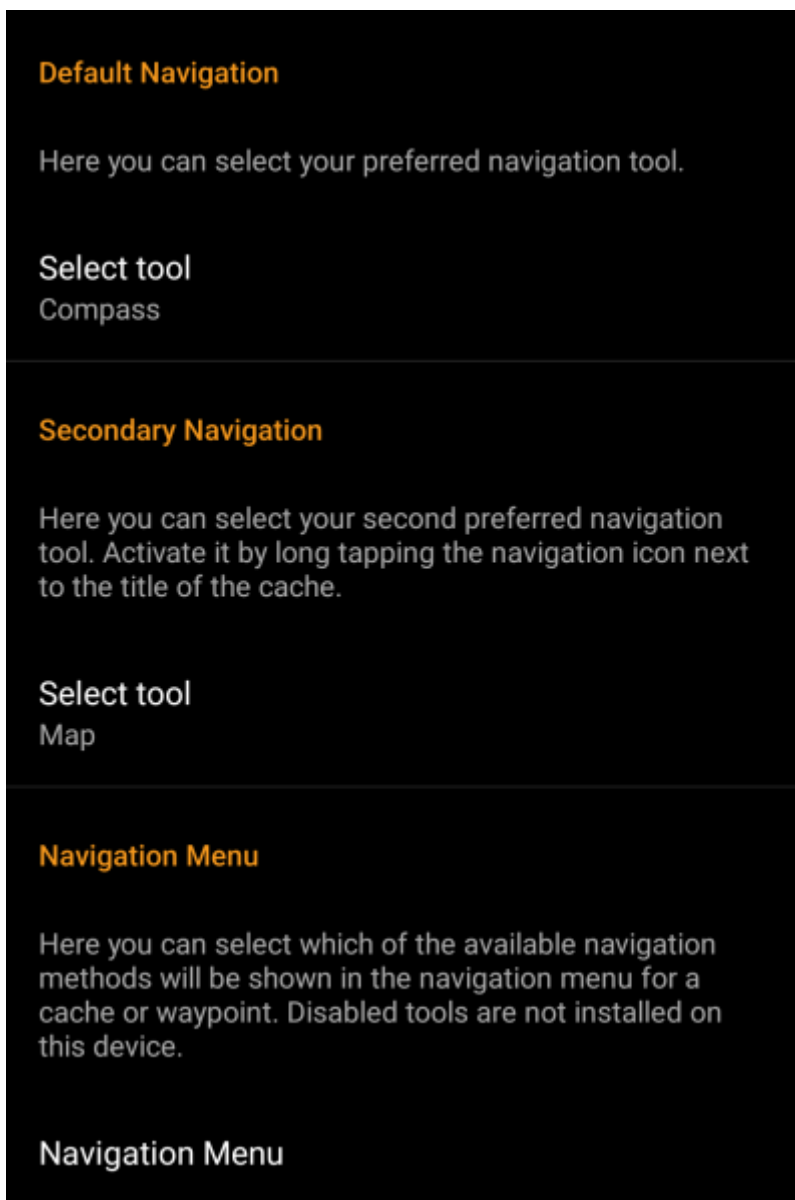 Default Navigation
Here you can select your preferred navigation tool.
Select tool
Compass
Secondary Navigation
Here you can select your second preferred navigation
tool. Activate it by long tapping the navigation icon next
to the title of the cache.
Select tool
Map
Navigation Menu
Here you can select which of the available navigation
methods will be shown in the navigation menu for a
cache or waypoint. Disabled tools are not installed on
this device.
Navigation Menu